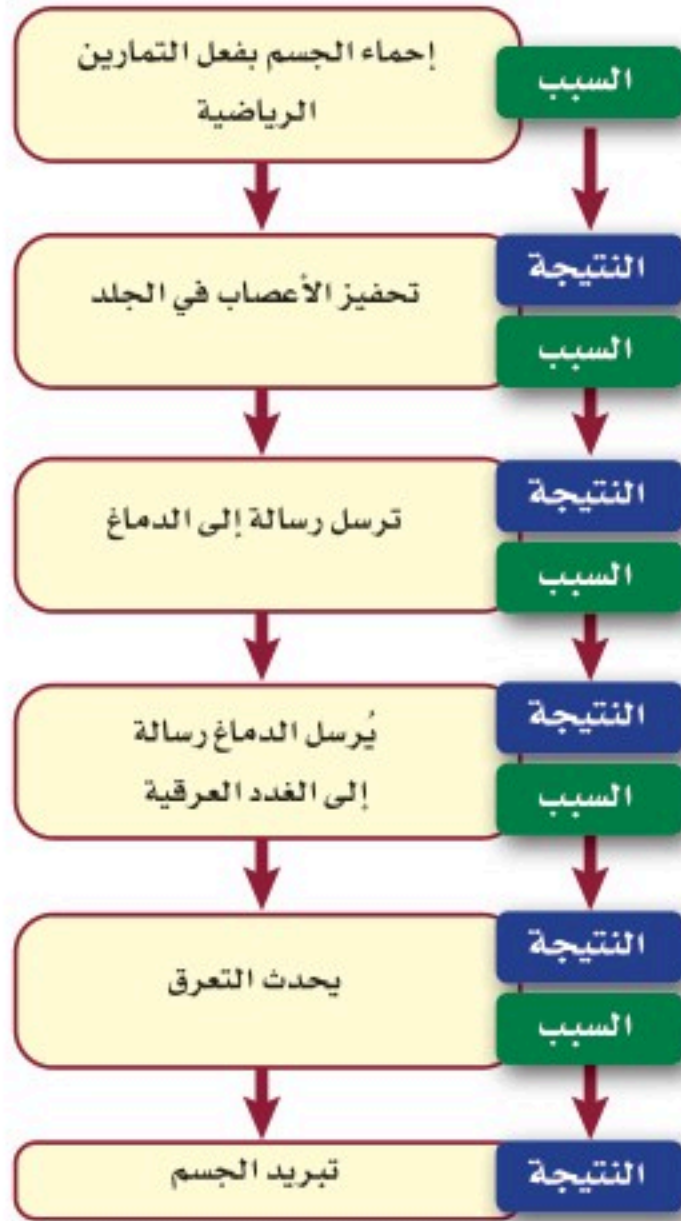 السبب
إحماء الجسم بفعل التمارين
الرياضية
النتيجة
السبب
تحفيز الأعصاب في الجلد
النتيجة
السبب
ترسل رسالة إلى الدماغ
النتيجة
السبب
يُرسل الدماغ رسالة
إلى الغدد العرقية
النتيجة
السبب
يحدث التعرق
النتيجة
تبريد الجسم